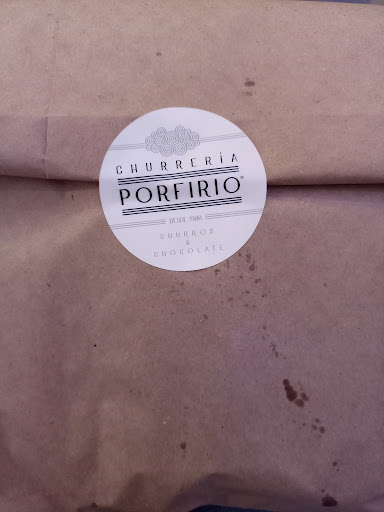 CHURRERÍA
PORFIRIO®
CHURROS
&
CHOCOLATE